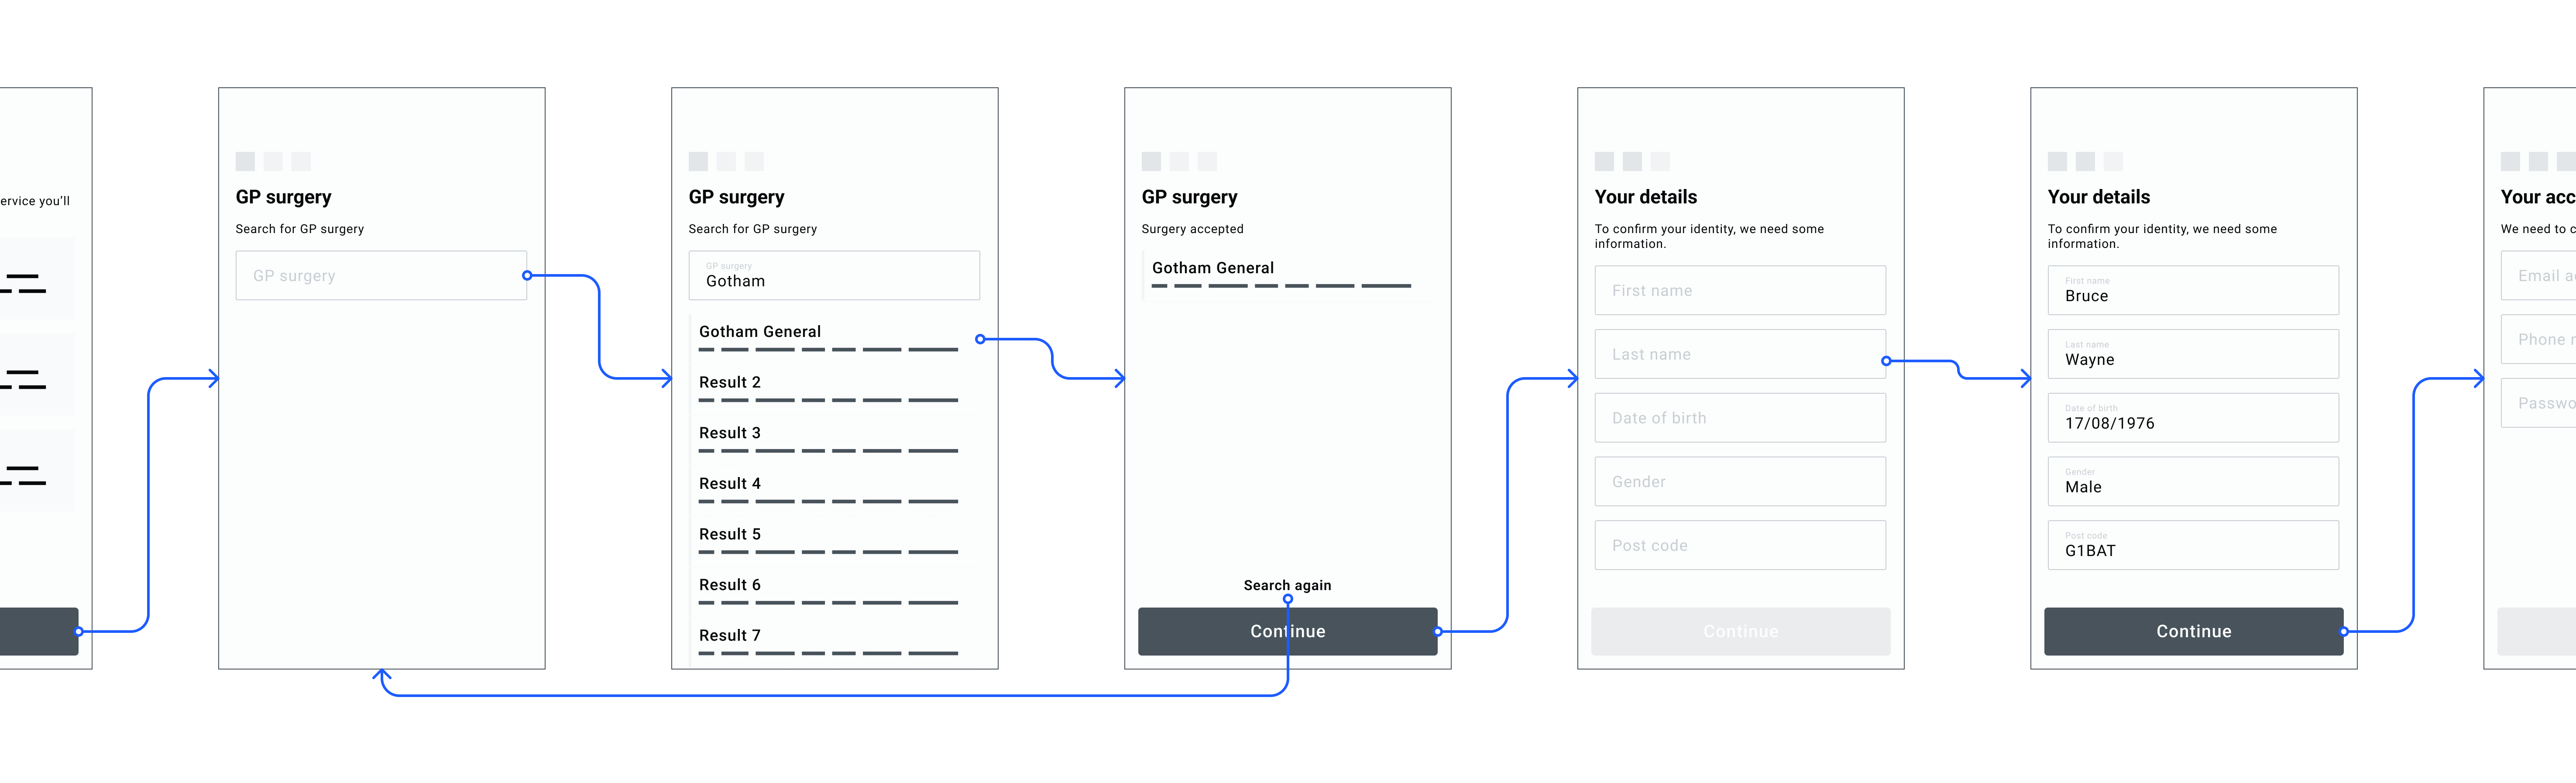 ervice you'll
GP surgery
Search for GP surgery
GP surgery
GP surgery
Search for GP surgery
GP surgery
Gotham
Gotham General
Result 2
Result 3
Result 4
Result 5
Result 6
Result 7
GP surgery
Surgery accepted
Gotham General
Search again
Continue
Your details
To confirm your identity, we need some
information.
First name
Last name
Date of birth
Gender
Post code
Continue
Your details
To confirm your identity, we need some
information.
First name
Bruce
Last name
Wayne
Date of birth
17/08/1976
Gender
Male
Post code
G1BAT
Continue
Your acc
We need to c
Email a
Phone
Passwo